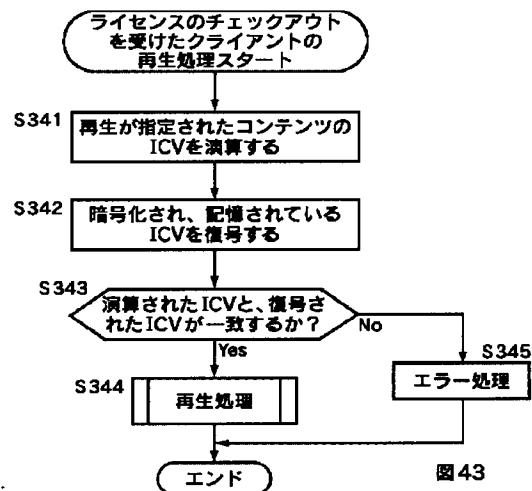 ライセンスのチェックアウト
を受けたクライアントの
再生処理スタート
S341
再生が指定されたコンテンツの
ICVを演算する
S342
暗号化され、記憶されている
ICVを復号する
S343
演算されたICVと、復号さ
れたICVが一致するか？
No
Yes
S345
エラー処理
S344
再生処理
エンド
図43